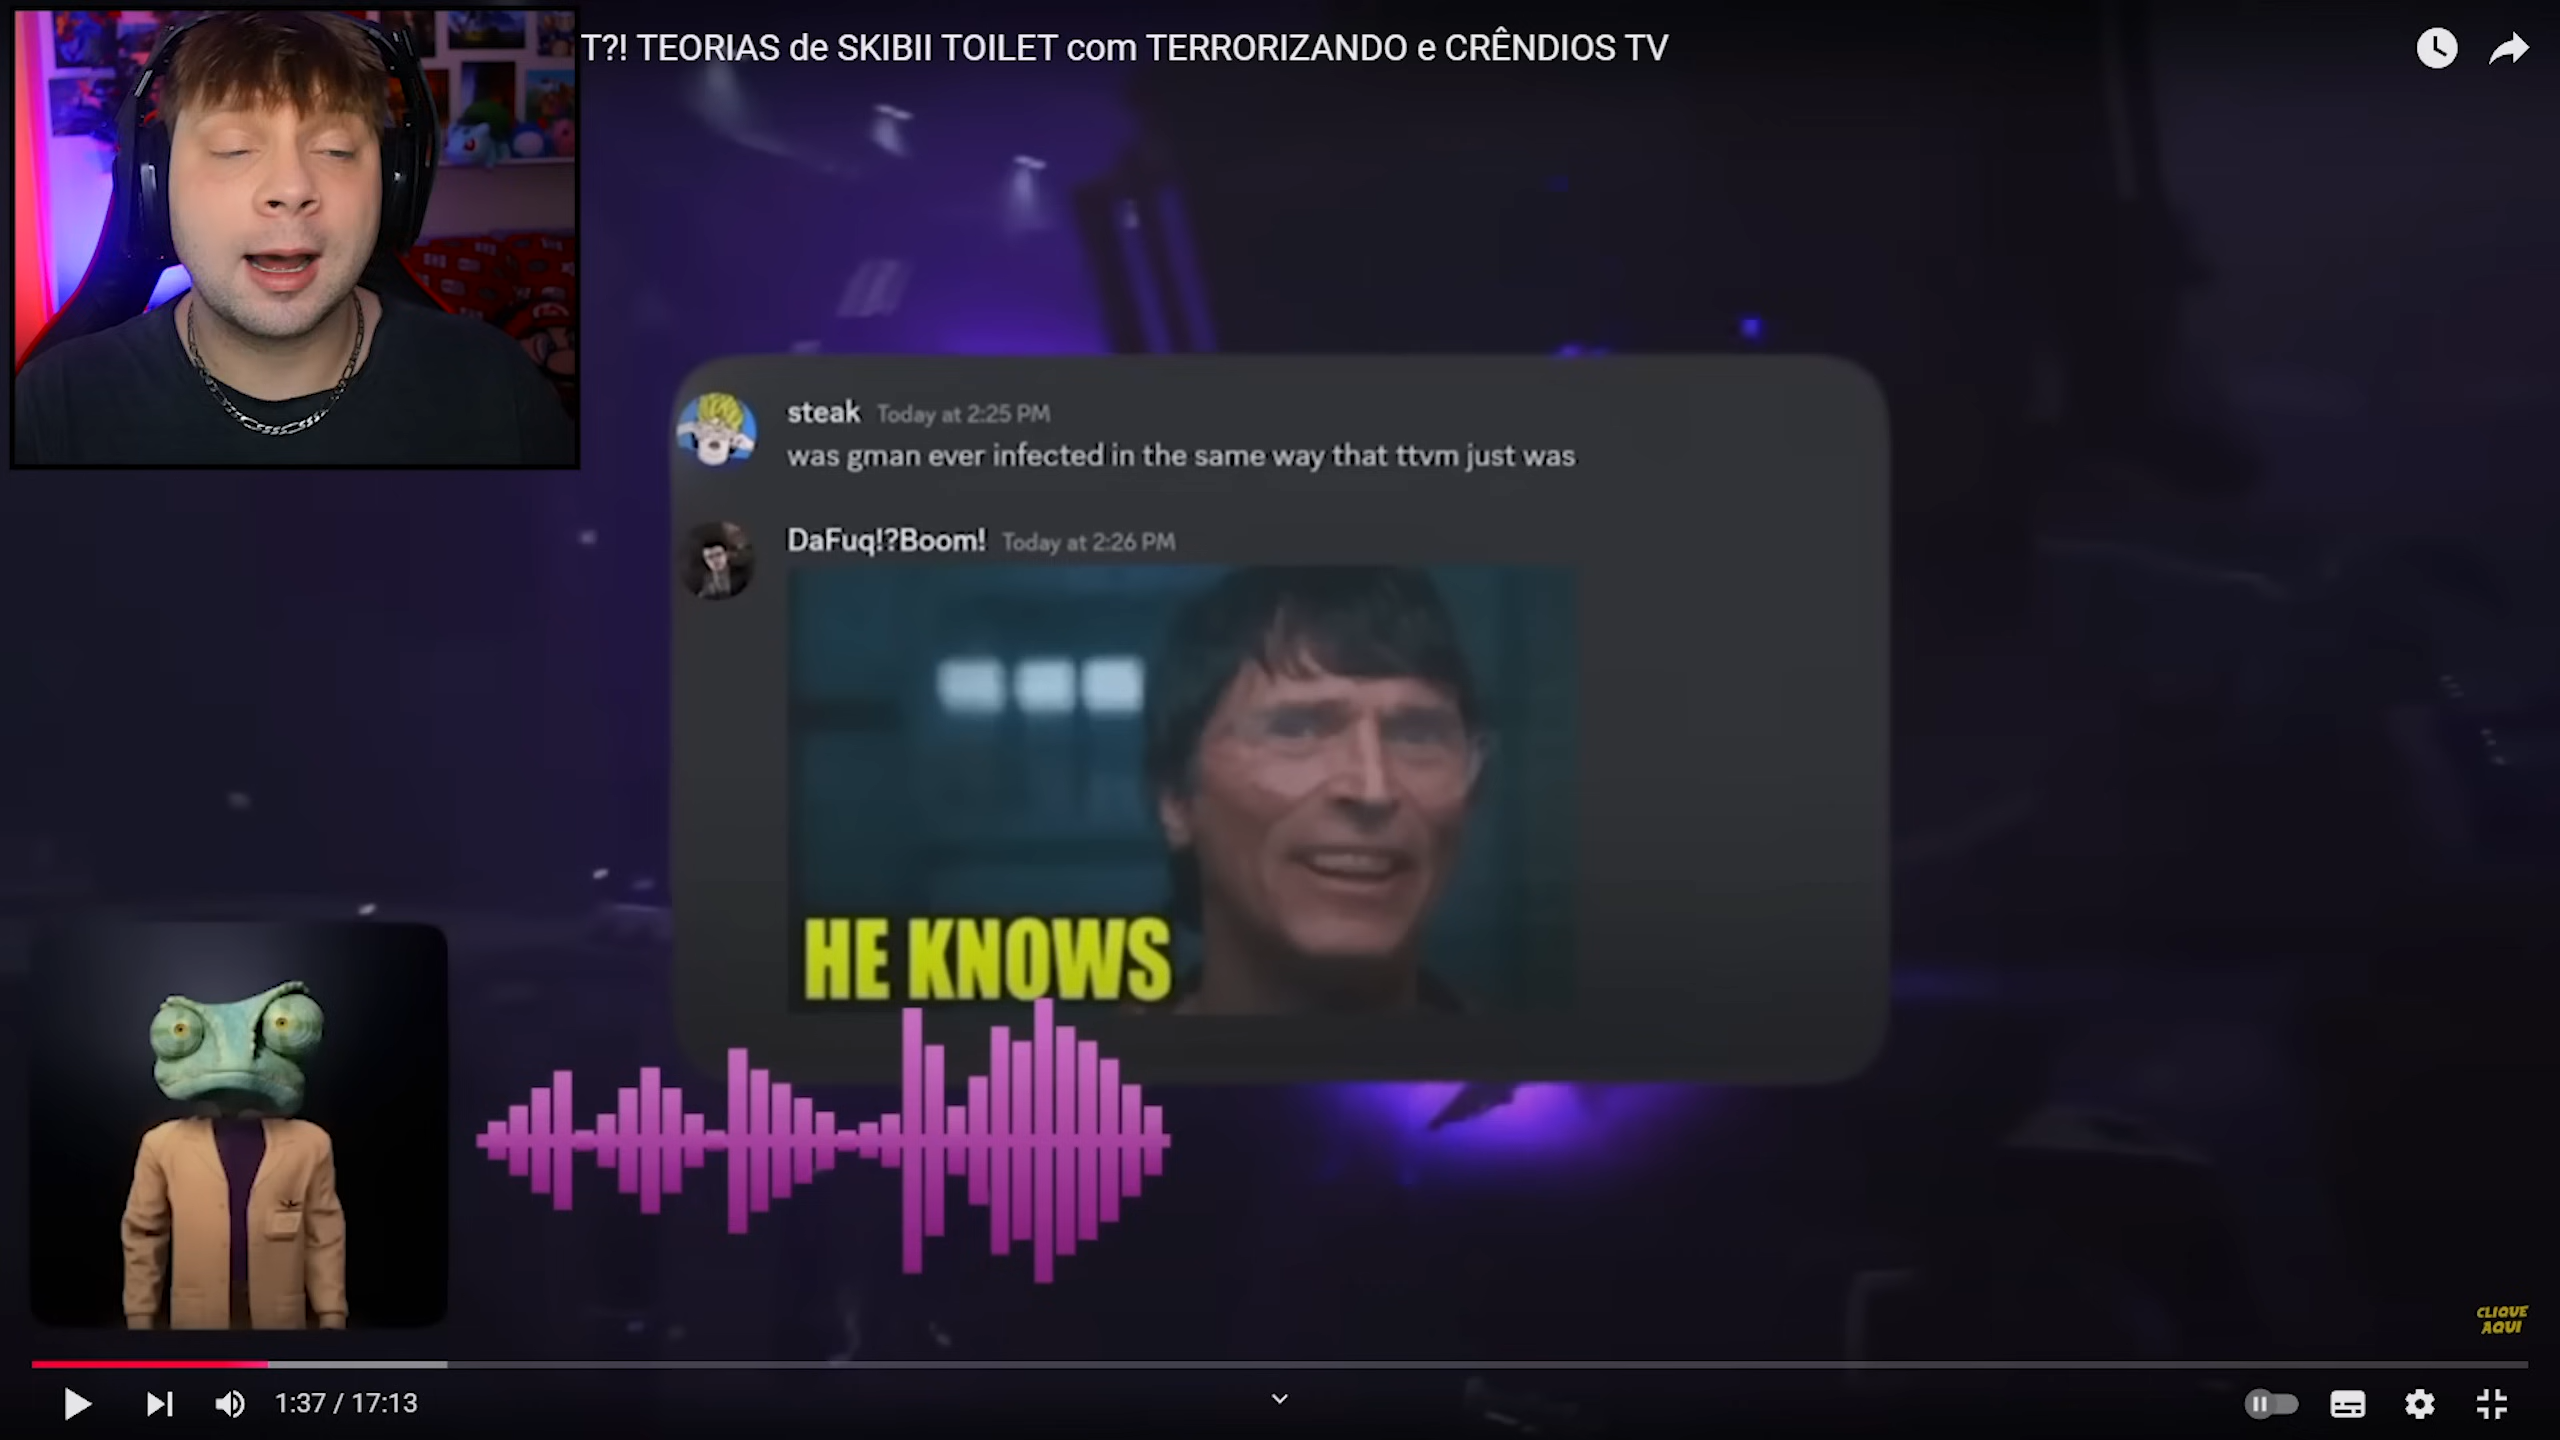 T?! TEORIAS de SKIBII TOILET com TERRORIZANDO e CRÊNDIOS TV
steak Today at 2:25 PM
was gman ever infected in the same way that ttvm just was
DaFuq!?Boom! Today at 2:26 PM
HE KNOWS
CLIQUE
AQUI
1:37 / 17:13